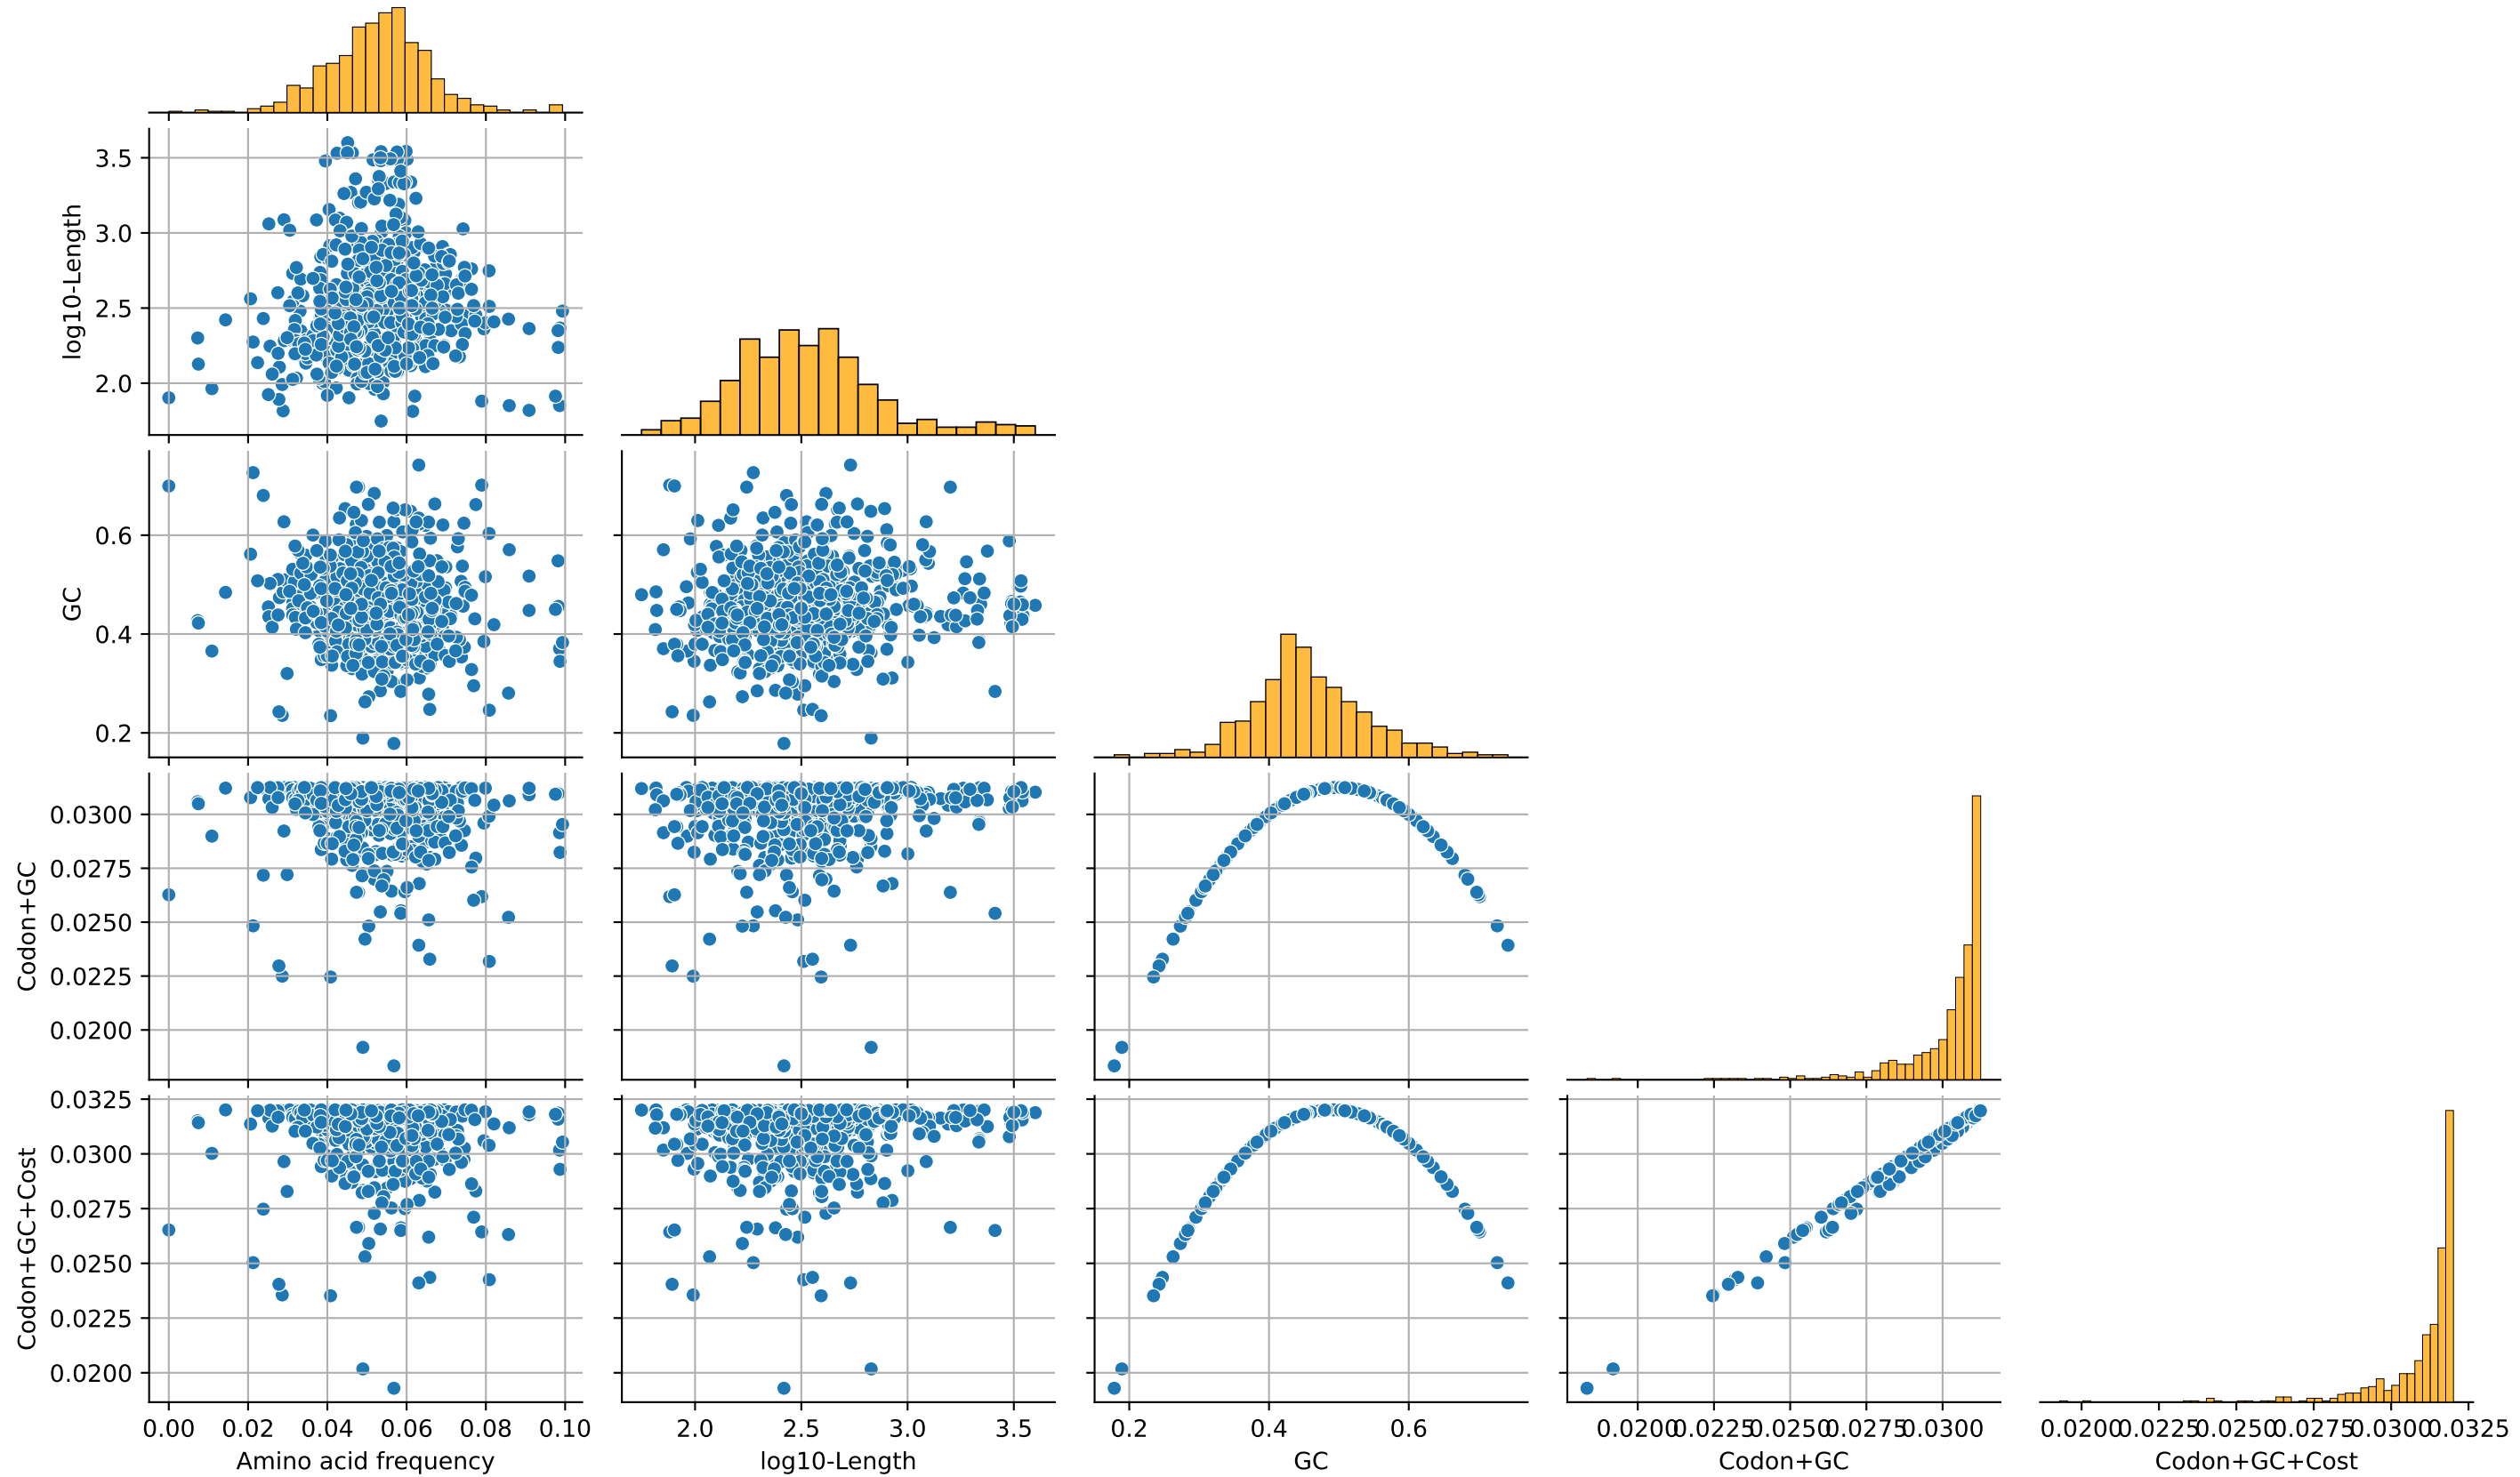 3.5
3.0
2.5
2.0
log10-Length
0.6
0.4
0.2
GC
0.0300
0.0275
0.0250
0.0225
0.0200
Codon+GC
0.0325
0.0300
0.0275
0.0250
0.0225
0.0200
Codon+GC+Cost
0.00 0.02 0.04 0.06 0.08 0.10
Amino acid frequency
2.0 2.5 3.0 3.5
log10-Length
0.2 0.4 0.6
GC
0.0200 0.0225 0.0250 0.0275 0.0300
Codon+GC
0.0200 0.0225 0.0250 0.0275 0.0300 0.0325
Codon+GC+Cost